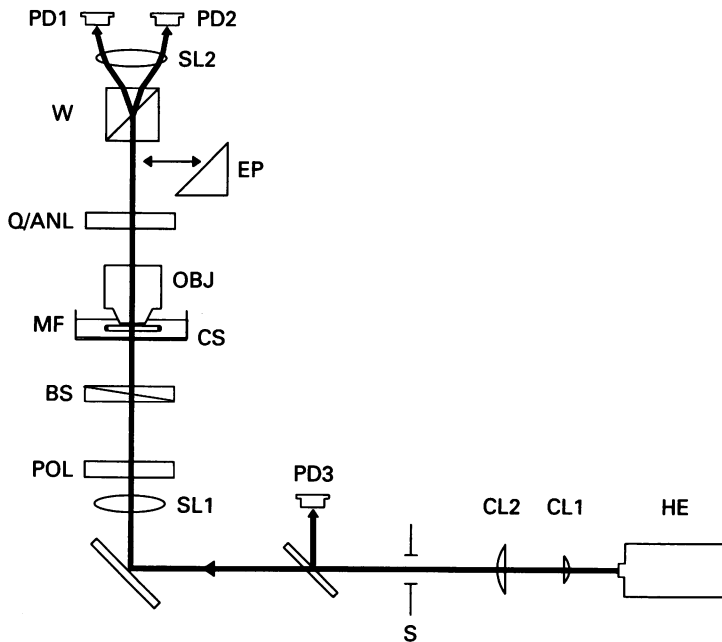 PD1 PD2
SL2
W
EP
Q/ANL
OBJ
MF
CS
BS
POL
PD3
SL1
CL2 CL1 HE
S